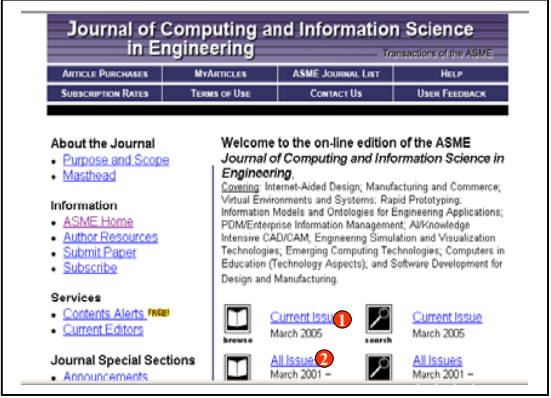 Journal of Computing and Information Science
in Engineering
Transactions of the ASME
ARTICLE PURCHASES MYARTICLES ASME JOURNAL LIST HELP
SUBSCRIPTION RATES TERMS OF USE CONTACT US USER FEEDBACK
About the Journal
• Purpose and Scope
• Masthead
Information
• ASME Home
• Author Resources
• Submit Paper
• Subscribe
Services
• Contents Alerts FREE!
• Current Editors
Journal Special Sections
• Announcements
Welcome to the on-line edition of the ASME
Journal of Computing and Information Science in
Engineering.
Covering: Internet-Aided Design; Manufacturing and Commerce;
Virtual Environments and Systems; Rapid Prototyping;
Information Models and Ontologies for Engineering Applications;
PDM/Enterprise Information Management; AI/Knowledge
Intensive CAD/CAM; Engineering Simulation and Visualization
Technologies; Emerging Computing Technologies; Computers in
Education (Technology Aspects); and Software Development for
Design and Manufacturing.
browse
Current Issue 1
March 2005
search
Current Issue
March 2005
All Issues 2
March 2001 –
All Issues
March 2001 –